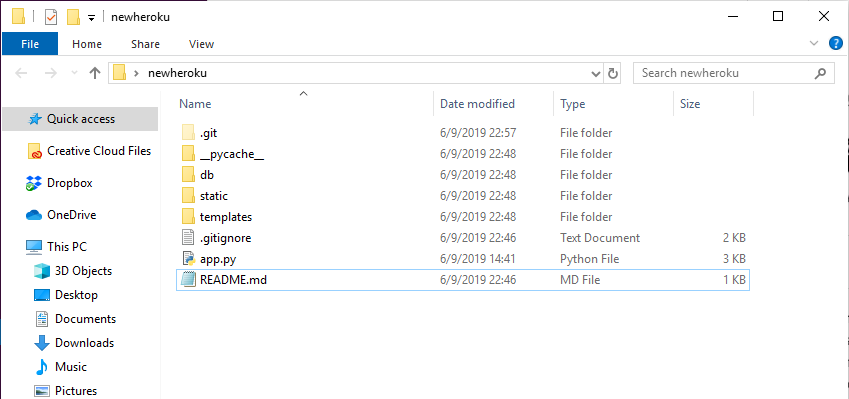 newheroku
File Home Share View
newheroku Search newheroku
Name Date modified Type Size
Quick access
Creative Cloud Files
Dropbox
OneDrive
This PC
3D Objects
Desktop
Documents
Downloads
Music
Pictures
.git 6/9/2019 22:57 File folder
__pycache__ 6/9/2019 22:48 File folder
db 6/9/2019 22:48 File folder
static 6/9/2019 22:48 File folder
templates 6/9/2019 22:48 File folder
.gitignore 6/9/2019 22:46 Text Document 2 KB
app.py 6/9/2019 14:41 Python File 3 KB
README.md 6/9/2019 22:46 MD File 1 KB